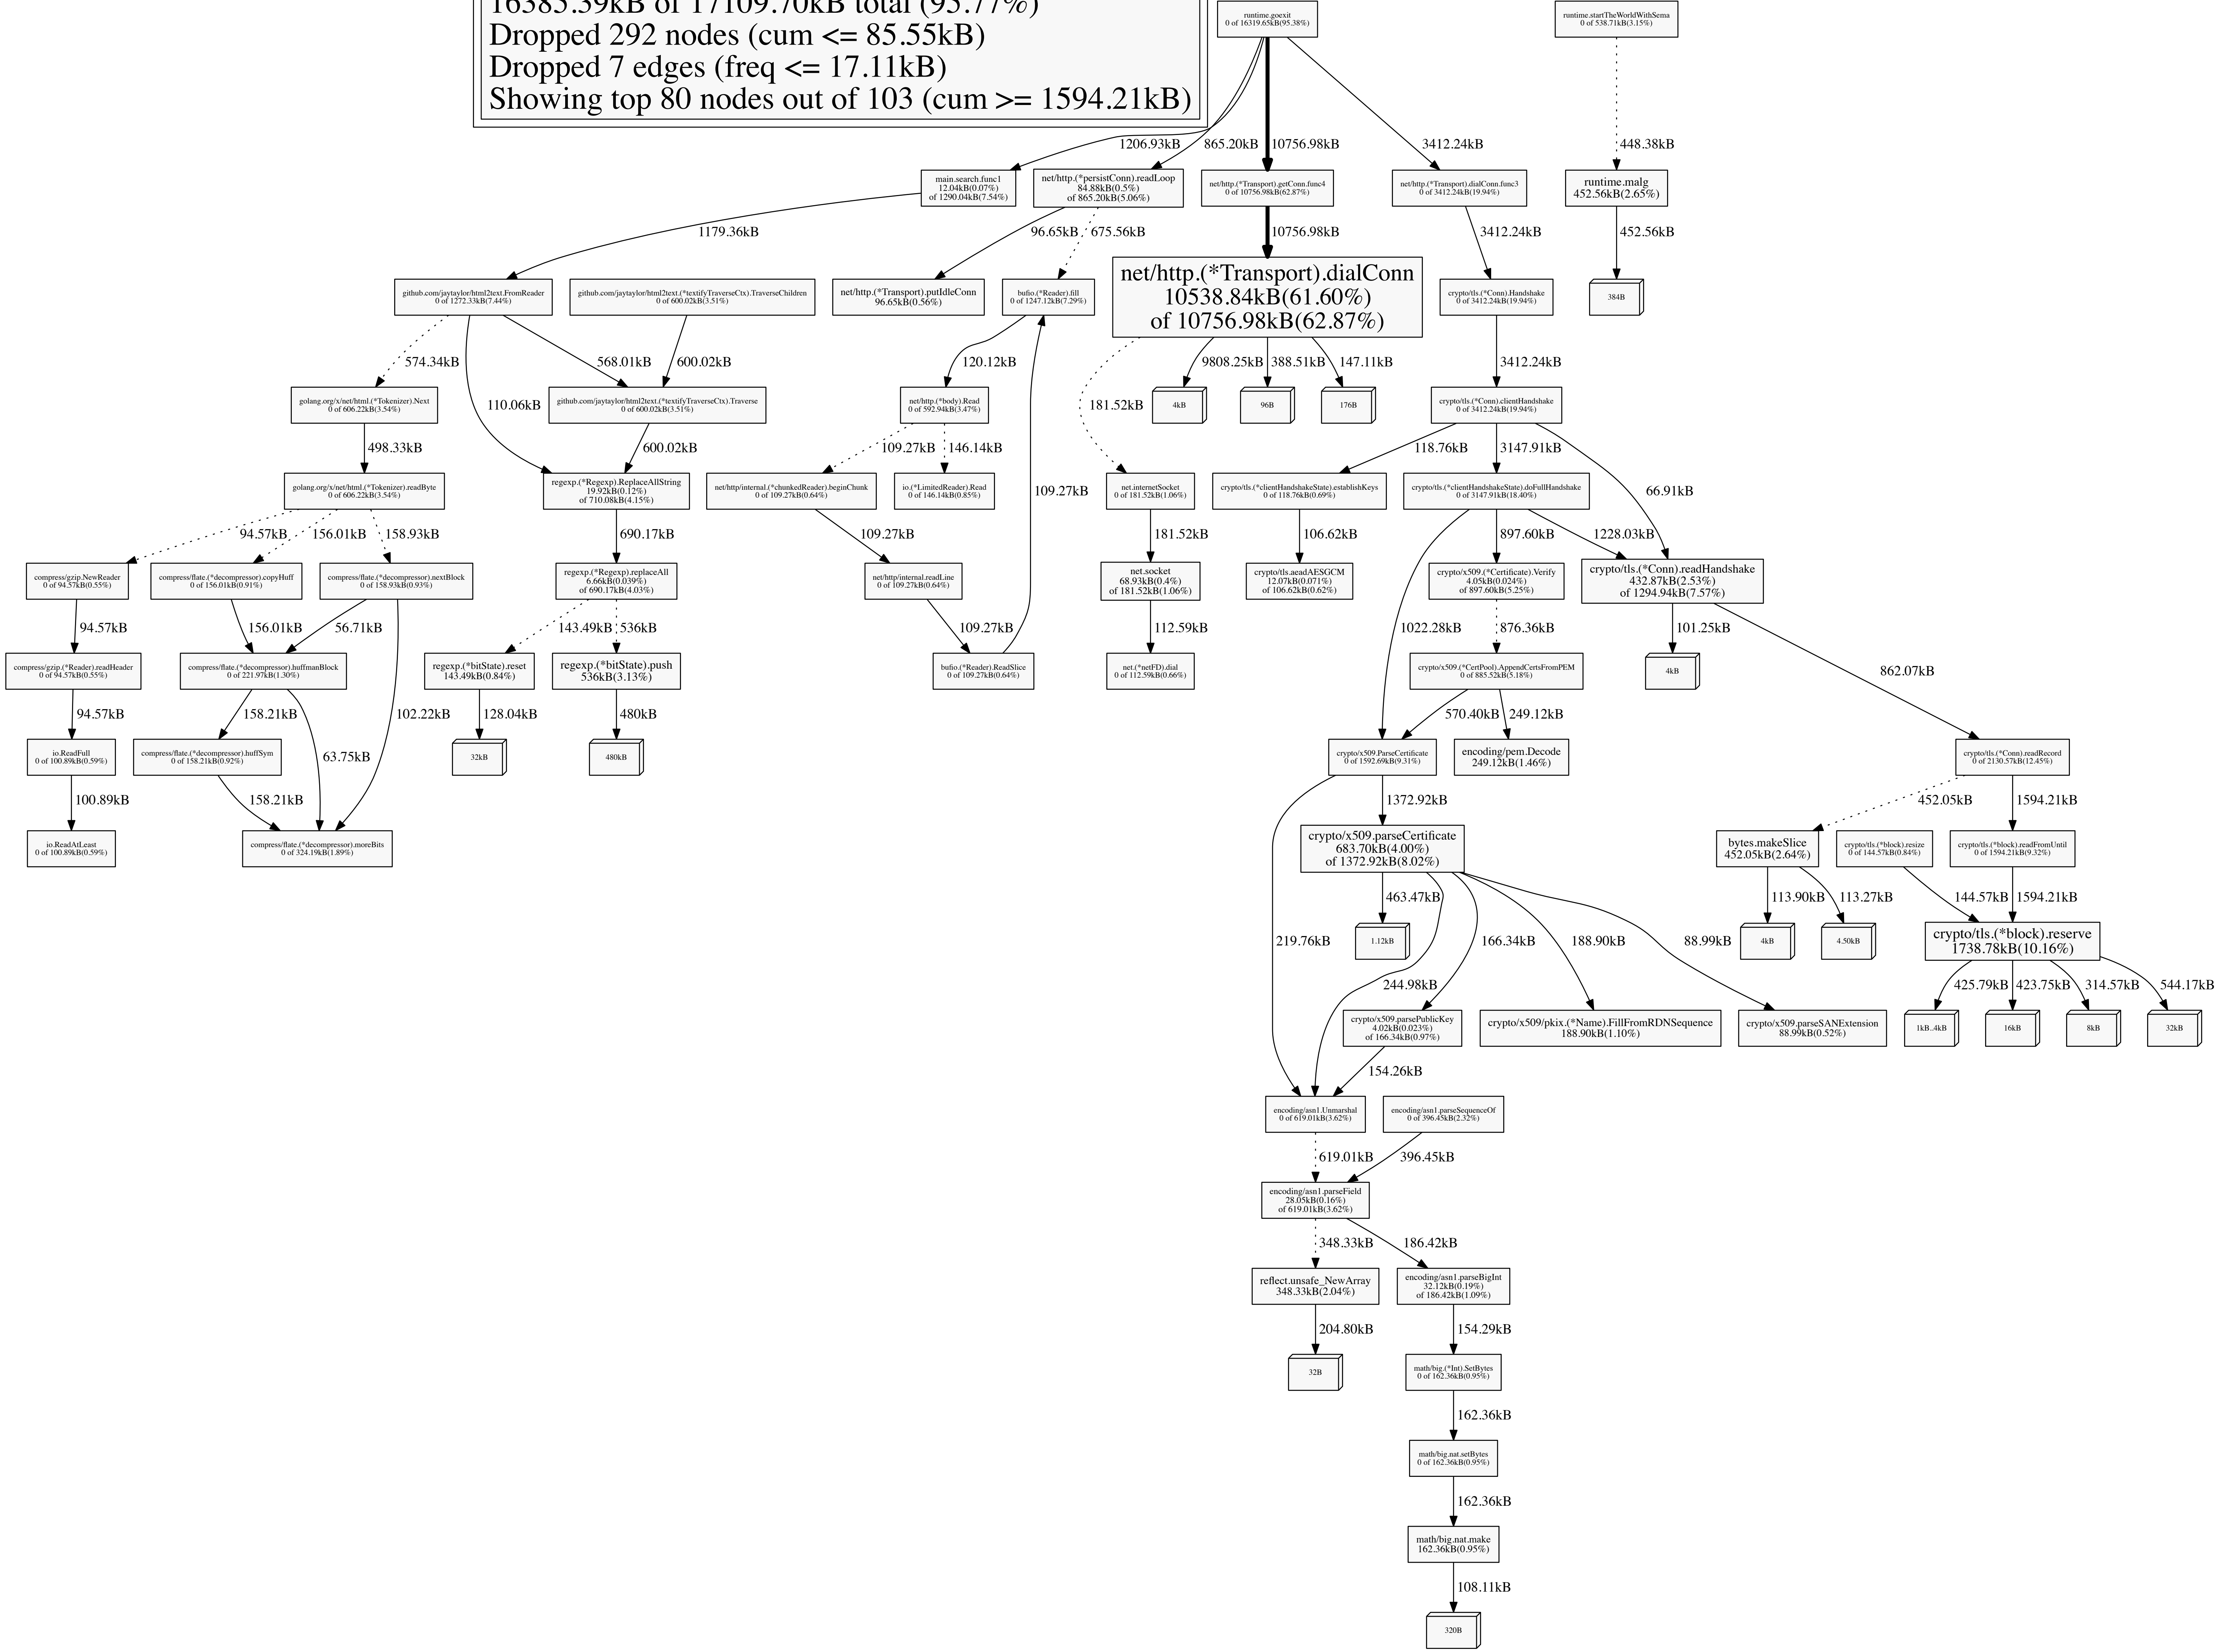 16385.39kB of 17109.70kB total (95.77%)
Dropped 292 nodes (cum <= 85.55kB)
Dropped 7 edges (freq <= 17.11kB)
Showing top 80 nodes out of 103 (cum >= 1594.21kB)
runtime.goexit
0 of 16319.65kB(95.38%)
runtime.startTheWorldWithSema
0 of 538.71kB(3.15%)
1206.93kB
865.20kB
10756.98kB
3412.24kB
448.38kB
main.search.func1
12.04kB(0.07%)
of 1290.04kB(7.54%)
net/http.(*persistConn).readLoop
84.88kB(0.5%)
of 865.20kB(5.06%)
net/http.(*Transport).getConn.func4
0 of 10756.98kB(62.87%)
net/http.(*Transport).dialConn.func3
0 of 3412.24kB(19.94%)
runtime.malg
452.56kB(2.65%)
1179.36kB
96.65kB
675.56kB
10756.98kB
3412.24kB
452.56kB
github.com/jaytaylor/html2text.FromReader
0 of 1272.33kB(7.44%)
github.com/jaytaylor/html2text.(*textifyTraverseCtx).TraverseChildren
0 of 600.02kB(3.51%)
net/http.(*Transport).putIdleConn
96.65kB(0.56%)
bufio.(*Reader).fill
0 of 1247.12kB(7.29%)
net/http.(*Transport).dialConn
10538.84kB(61.60%)
of 10756.98kB(62.87%)
crypto/tls.(*Conn).Handshake
0 of 3412.24kB(19.94%)
384B
574.34kB
568.01kB
600.02kB
120.12kB
9808.25kB
388.51kB
147.11kB
3412.24kB
golang.org/x/net/html.(*Tokenizer).Next
0 of 606.22kB(3.54%)
110.06kB
github.com/jaytaylor/html2text.(*textifyTraverseCtx).Traverse
0 of 600.02kB(3.51%)
net/http.(*body).Read
0 of 592.94kB(3.47%)
181.52kB
4kB
96B
176B
crypto/tls.(*Conn).clientHandshake
0 of 3412.24kB(19.94%)
498.33kB
600.02kB
109.27kB
146.14kB
118.76kB
3147.91kB
golang.org/x/net/html.(*Tokenizer).readByte
0 of 606.22kB(3.54%)
regexp.(*Regexp).ReplaceAllString
19.92kB(0.12%)
of 710.08kB(4.15%)
net/http/internal.(*chunkedReader).beginChunk
0 of 109.27kB(0.64%)
io.(*LimitedReader).Read
0 of 146.14kB(0.85%)
109.27kB
net.internetSocket
0 of 181.52kB(1.06%)
crypto/tls.(*clientHandshakeState).establishKeys
0 of 118.76kB(0.69%)
crypto/tls.(*clientHandshakeState).doFullHandshake
0 of 3147.91kB(18.40%)
66.91kB
94.57kB
156.01kB
158.93kB
690.17kB
109.27kB
181.52kB
106.62kB
897.60kB
1228.03kB
compress/gzip.NewReader
0 of 94.57kB(0.55%)
compress/flate.(*decompressor).copyHuff
0 of 156.01kB(0.91%)
compress/flate.(*decompressor).nextBlock
0 of 158.93kB(0.93%)
regexp.(*Regexp).replaceAll
6.66kB(0.039%)
of 690.17kB(4.03%)
net/http/internal.readLine
0 of 109.27kB(0.64%)
net.socket
68.93kB(0.4%)
of 181.52kB(1.06%)
crypto/tls.aeadAESGCM
12.07kB(0.071%)
of 106.62kB(0.62%)
crypto/x509.(*Certificate).Verify
4.05kB(0.024%)
of 897.60kB(5.25%)
crypto/tls.(*Conn).readHandshake
432.87kB(2.53%)
of 1294.94kB(7.57%)
94.57kB
156.01kB
56.71kB
143.49kB
536kB
109.27kB
112.59kB
1022.28kB
876.36kB
101.25kB
compress/gzip.(*Reader).readHeader
0 of 94.57kB(0.55%)
compress/flate.(*decompressor).huffmanBlock
0 of 221.97kB(1.30%)
regexp.(*bitState).reset
143.49kB(0.84%)
regexp.(*bitState).push
536kB(3.13%)
bufio.(*Reader).ReadSlice
0 of 109.27kB(0.64%)
net.(*netFD).dial
0 of 112.59kB(0.66%)
crypto/x509.(*CertPool).AppendCertsFromPEM
0 of 885.52kB(5.18%)
4kB
862.07kB
94.57kB
158.21kB
102.22kB
128.04kB
480kB
570.40kB
249.12kB
io.ReadFull
0 of 100.89kB(0.59%)
compress/flate.(*decompressor).huffSym
0 of 158.21kB(0.92%)
63.75kB
32kB
480kB
crypto/x509.ParseCertificate
0 of 1592.69kB(9.31%)
encoding/pem.Decode
249.12kB(1.46%)
crypto/tls.(*Conn).readRecord
0 of 2130.57kB(12.45%)
100.89kB
158.21kB
1372.92kB
452.05kB
1594.21kB
io.ReadAtLeast
0 of 100.89kB(0.59%)
compress/flate.(*decompressor).moreBits
0 of 324.19kB(1.89%)
crypto/x509.parseCertificate
683.70kB(4.00%)
of 1372.92kB(8.02%)
bytes.makeSlice
452.05kB(2.64%)
crypto/tls.(*block).resize
0 of 144.57kB(0.84%)
crypto/tls.(*block).readFromUntil
0 of 1594.21kB(9.32%)
463.47kB
113.90kB
113.27kB
144.57kB
1594.21kB
219.76kB
1.12kB
166.34kB
188.90kB
88.99kB
4kB
4.50kB
crypto/tls.(*block).reserve
1738.78kB(10.16%)
244.98kB
425.79kB
423.75kB
314.57kB
544.17kB
crypto/x509.parsePublicKey
4.02kB(0.023%)
of 166.34kB(0.97%)
crypto/x509/pkix.(*Name).FillFromRDNSequence
188.90kB(1.10%)
crypto/x509.parseSANExtension
88.99kB(0.52%)
1kB..4kB
16kB
8kB
32kB
154.26kB
encoding/asn1.Unmarshal
0 of 619.01kB(3.62%)
encoding/asn1.parseSequenceOf
0 of 396.45kB(2.32%)
619.01kB
396.45kB
encoding/asn1.parseField
28.05kB(0.16%)
of 619.01kB(3.62%)
348.33kB
186.42kB
reflect.unsafe_NewArray
348.33kB(2.04%)
encoding/asn1.parseBigInt
32.12kB(0.19%)
of 186.42kB(1.09%)
204.80kB
154.29kB
32B
math/big.(*Int).SetBytes
0 of 162.36kB(0.95%)
162.36kB
math/big.nat.setBytes
0 of 162.36kB(0.95%)
162.36kB
math/big.nat.make
162.36kB(0.95%)
108.11kB
320B